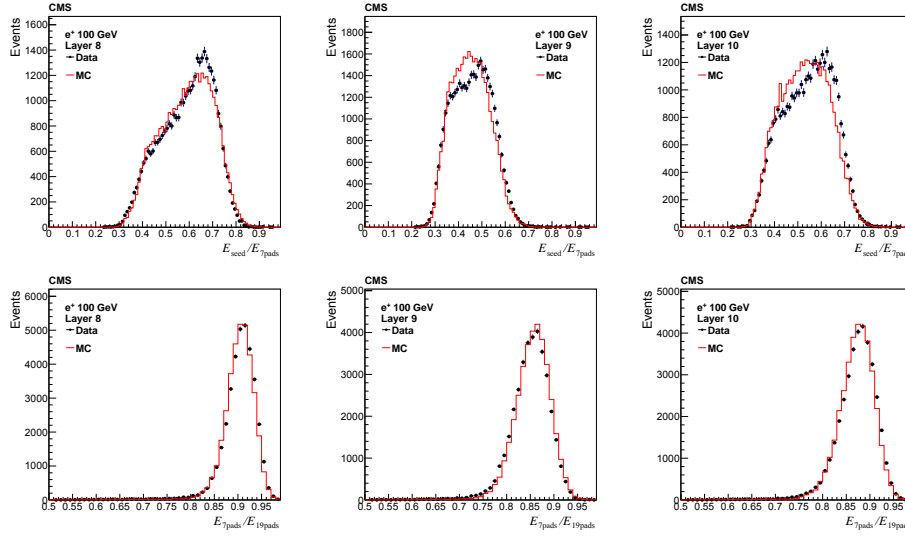 CMS
Events
1600
1400
1200
1000
800
600
400
200
0
e⁺ 100 GeV
Layer 8
Data
MC
0 0.1 0.2 0.3 0.4 0.5 0.6 0.7 0.8 0.9
E_seed/E_7pads
CMS
Events
2000
1800
1600
1400
1200
1000
800
600
400
200
0
e⁺ 100 GeV
Layer 9
Data
MC
0 0.1 0.2 0.3 0.4 0.5 0.6 0.7 0.8 0.9
E_seed/E_7pads
CMS
Events
1400
1200
1000
800
600
400
200
0
e⁺ 100 GeV
Layer 10
Data
MC
0 0.1 0.2 0.3 0.4 0.5 0.6 0.7 0.8 0.9
E_seed/E_7pads
CMS
Events
6000
5000
4000
3000
2000
1000
0
e⁺ 100 GeV
Layer 8
Data
MC
0.5 0.55 0.6 0.65 0.7 0.75 0.8 0.85 0.9 0.95
E_7pads/E_19pads
CMS
Events
5000
4000
3000
2000
1000
0
e⁺ 100 GeV
Layer 9
Data
MC
0.5 0.55 0.6 0.65 0.7 0.75 0.8 0.85 0.9 0.95
E_7pads/E_19pads
CMS
Events
5000
4000
3000
2000
1000
0
e⁺ 100 GeV
Layer 10
Data
MC
0.5 0.55 0.6 0.65 0.7 0.75 0.8 0.85 0.9 0.95
E_7pads/E_19pads